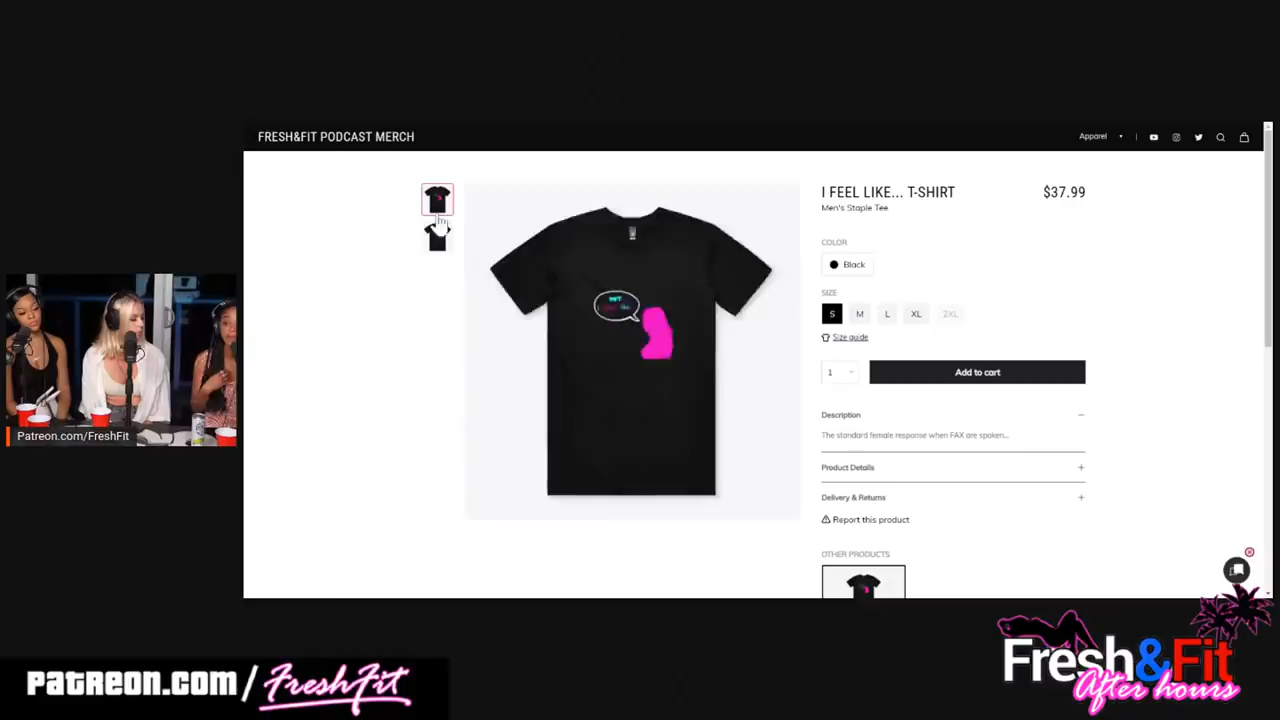 FRESH&FIT PODCAST MERCH
Apparel
I FEEL LIKE... T-SHIRT
$37.99
Men's Staple Tee
COLOR
Black
SIZE
S M L XL 2XL
Size guide
1
Add to cart
Description
The standard female response when FAX are spoken...
Product Details
Delivery & Returns
Report this product
OTHER PRODUCTS
Patreon.com/FreshFit
Patreon.com/FreshFit
Fresh&Fit
After hours